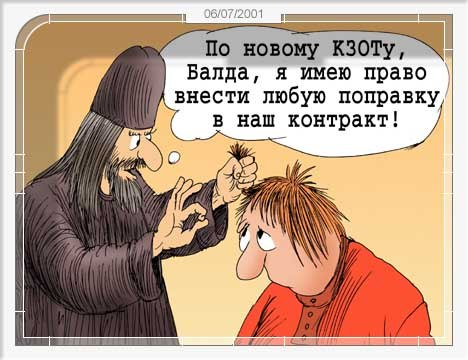 06/07/2001
По новому КЗОТу,
Балда, я имею право
внести любую поправку
в наш контракт!